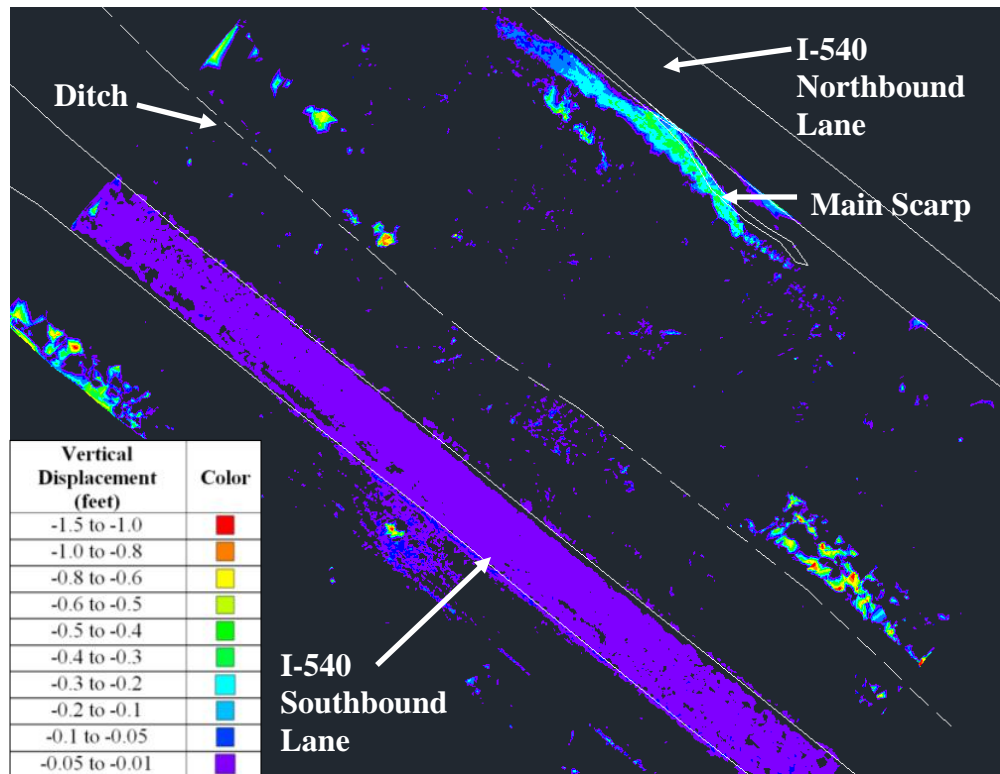 I-540
Northbound
Lane
Ditch
Main Scarp
Vertical
Displacement
(feet)
Color
-1.5 to -1.0
-1.0 to -0.8
-0.8 to -0.6
-0.6 to -0.5
-0.5 to -0.4
-0.4 to -0.3
-0.3 to -0.2
-0.2 to -0.1
-0.1 to -0.05
-0.05 to -0.01
I-540
Southbound
Lane